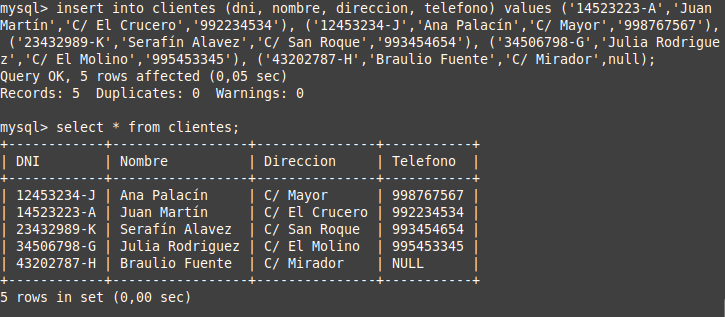 mysql> insert into clientes (dni, nombre, direccion, telefono) values ('14523223-A','Juan
Martín','C/ El Crucero','992234534'), ('12453234-J','Ana Palacín','C/ Mayor','998767567'),
 ('23432989-K','Serafín Alavez','C/ San Roque','993454654'), ('34506798-G','Julia Rodrigue
z','C/ El Molino','995453345'), ('43202787-H','Braulio Fuente','C/ Mirador',null);
Query OK, 5 rows affected (0,05 sec)
Records: 5  Duplicates: 0  Warnings: 0
mysql> select * from clientes;
+------------+-----------------+---------------+-----------+
| DNI        | Nombre          | Direccion     | Telefono  |
+------------+-----------------+---------------+-----------+
| 12453234-J | Ana Palacín     | C/ Mayor      | 998767567 |
| 14523223-A | Juan Martín     | C/ El Crucero | 992234534 |
| 23432989-K | Serafín Alavez  | C/ San Roque  | 993454654 |
| 34506798-G | Julia Rodriguez | C/ El Molino  | 995453345 |
| 43202787-H | Braulio Fuente  | C/ Mirador    | NULL      |
+------------+-----------------+---------------+-----------+
5 rows in set (0,00 sec)